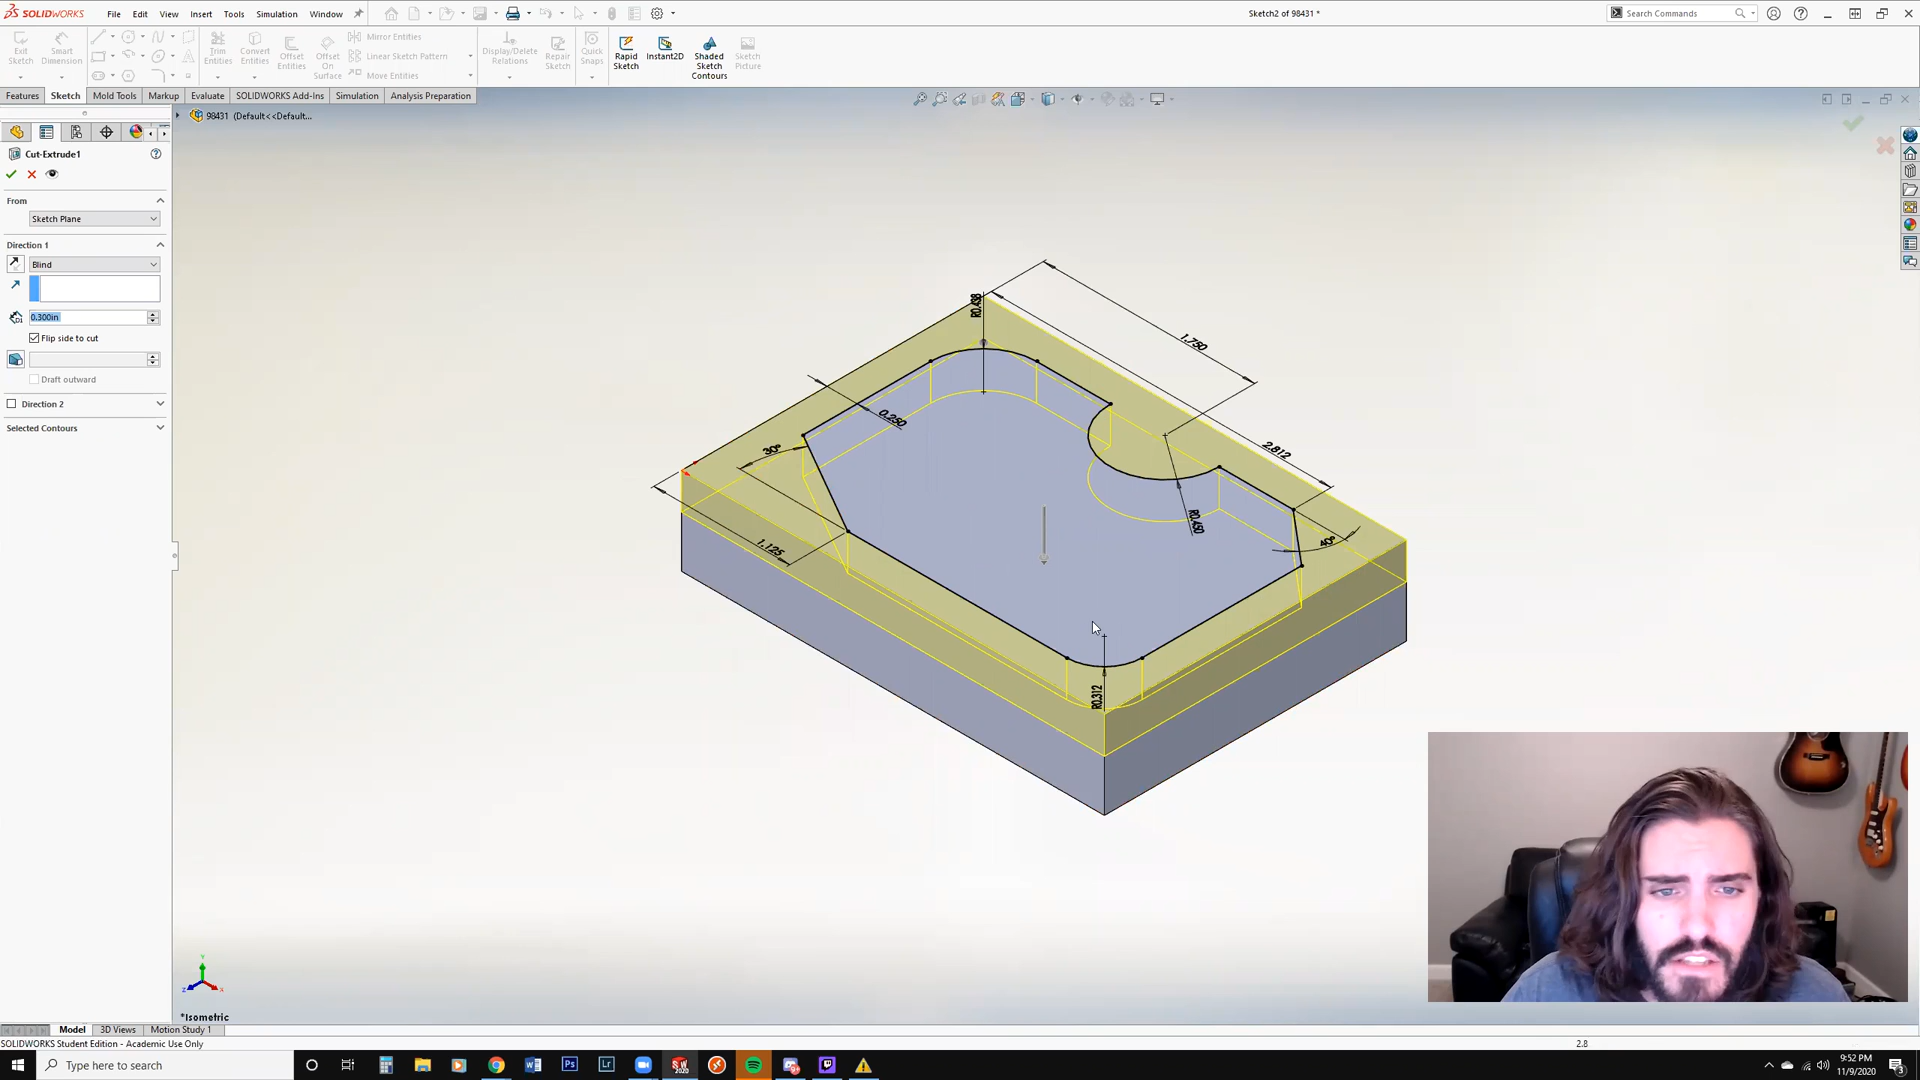 SOLIDWORKS File Edit View Insert Tools Simulation Window
Sketch2 of 98431 *
Search Commands
Exit Sketch
Smart Dimension
Trim Entities
Convert Entities
Offset Entities
Offset On Surface
Mirror Entities
Linear Sketch Pattern
Move Entities
Display/Delete Relations
Repair Sketch
Quick Snaps
Rapid Sketch
Instant2D
Shaded Sketch Contours
Sketch Picture
Features Sketch Mold Tools Markup Evaluate SOLIDWORKS Add-Ins Simulation Analysis Preparation
98431 (Default<<Default...
Cut-Extrude1
From
Sketch Plane
Direction 1
Blind
0.300in
Flip side to cut
Draft outward
Direction 2
Selected Contours
R0.438
1.750
0.250
2.812
30°
R0.450
40°
1.125
R0.312
Y
Z
X
*Isometric
Model 3D Views Motion Study 1
SOLIDWORKS Student Edition - Academic Use Only
2.8
Type here to search
9:52 PM
11/9/2020